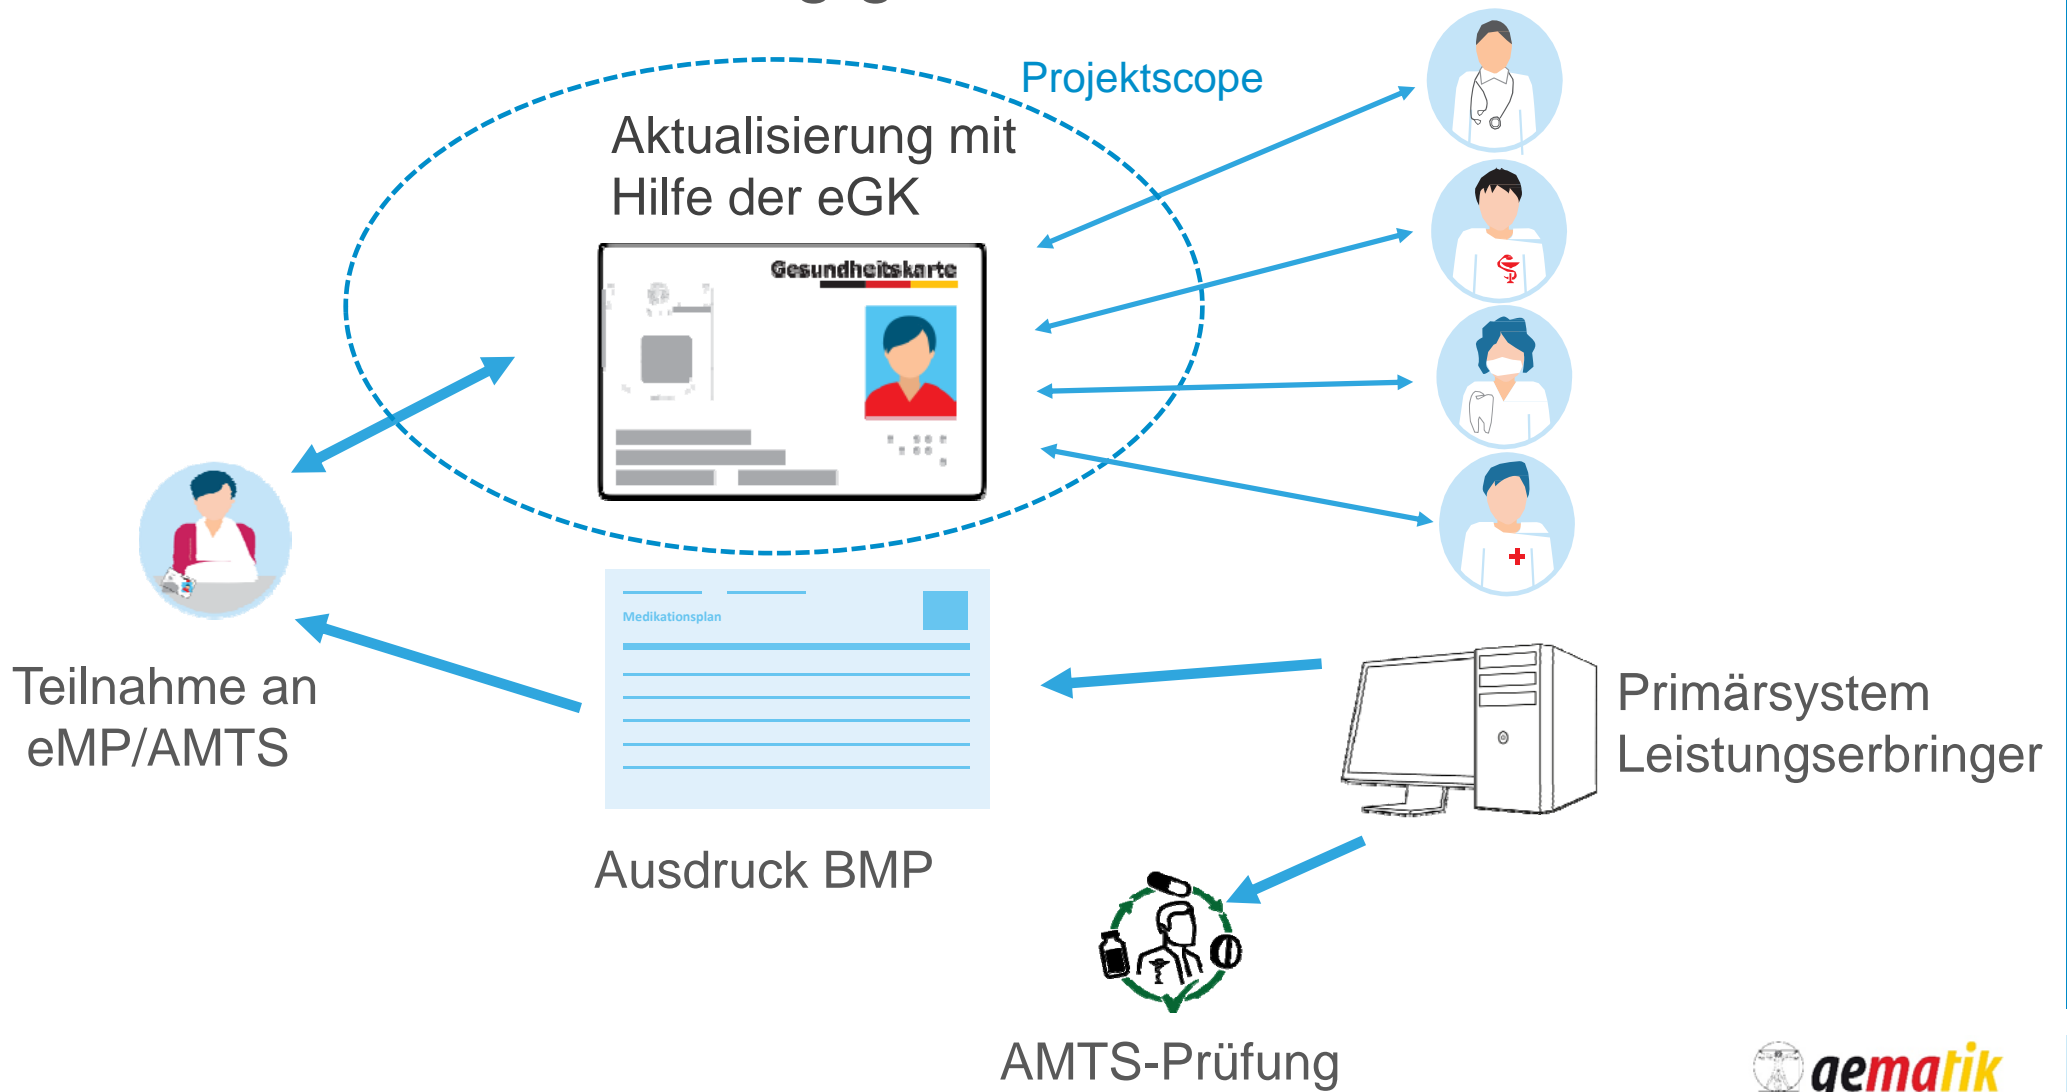 Projektscope
Aktualisierung mit
Hilfe der eGK
Gesundheitskarte
Medikationsplan
Teilnahme an
eMP/AMTS
Primärsystem
Leistungserbringer
Ausdruck BMP
AMTS-Prüfung
gematik